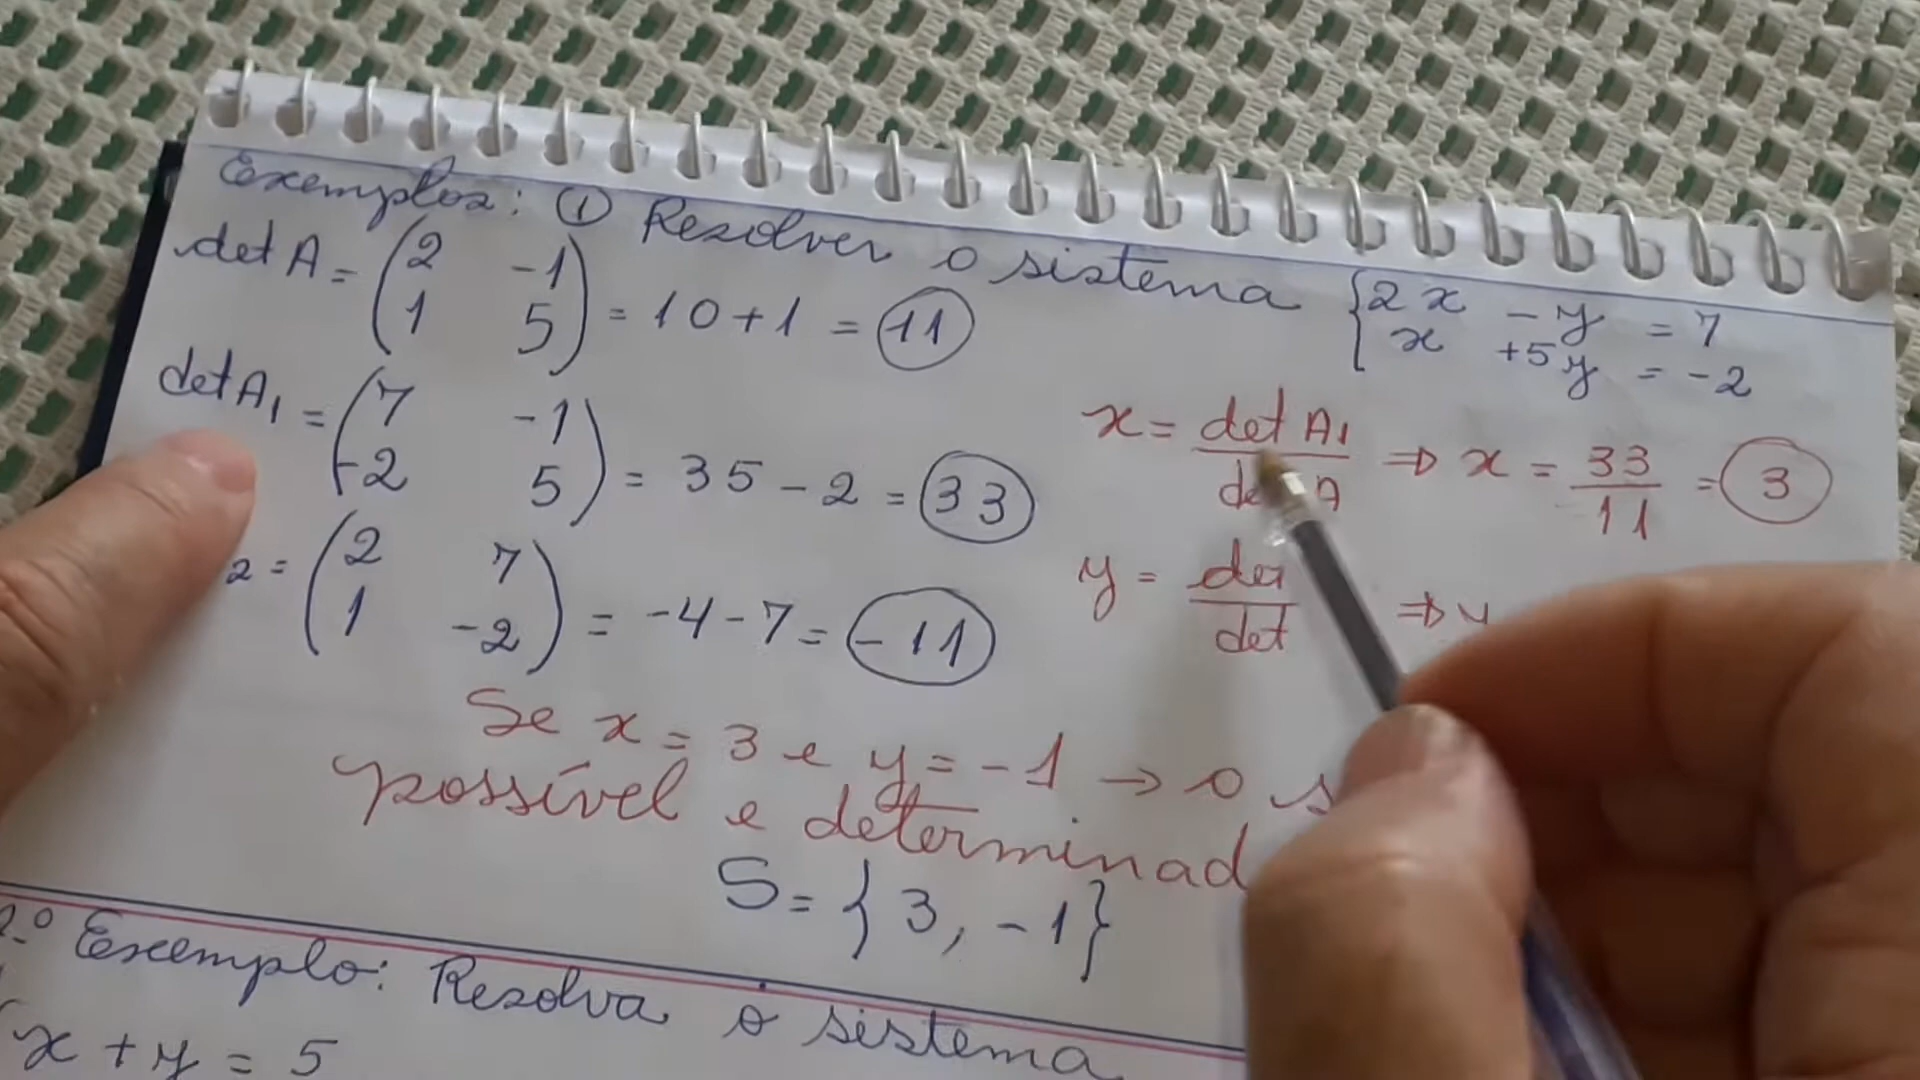 Exemplos: ① Resolver o sistema { 2x - y = 7
x + 5y = -2
det A = ( 2 -1
1 5 ) = 10 + 1 = 11
det A₁ = ( 7 -1
-2 5 ) = 35 - 2 = 33
x = det A₁ / det A ⇒ x = 33 / 11 = 3
2 = ( 2 7
1 -2 ) = -4 - 7 = -11
y = det / det ⇒ y
Se x = 3 e y = -1 → o s
possível e determinad
S = { 3, -1 }
2º Exemplo: Resolva o sistema
x + y = 5